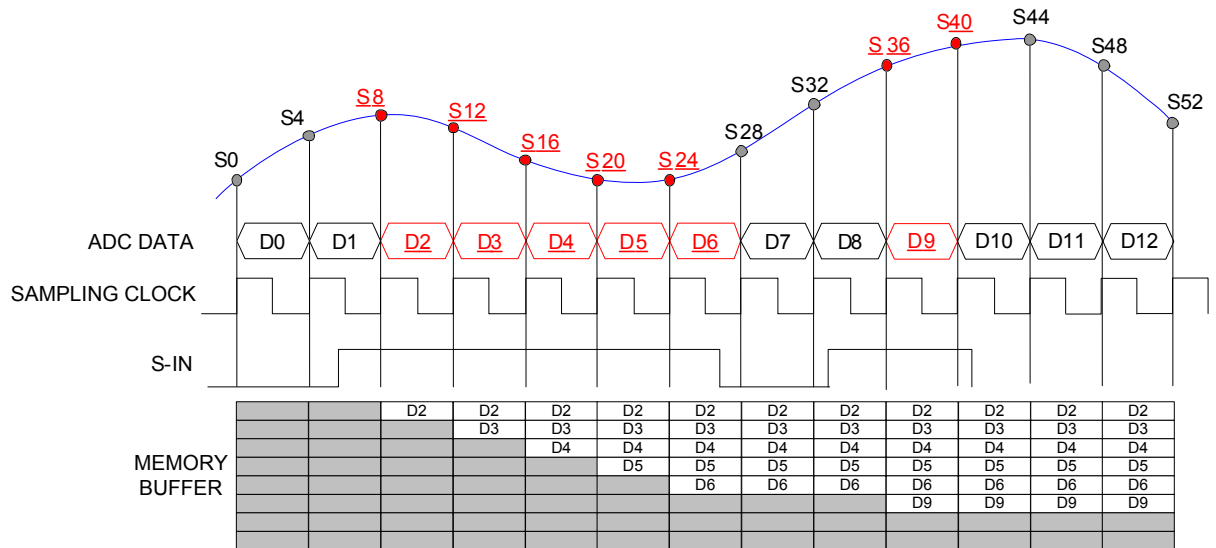 S0 S4 S8 S12 S16 S20 S24 S28 S32 S 36 S40 S44 S48 S52
ADC DATA D0 D1 D2 D3 D4 D5 D6 D7 D8 D9 D10 D11 D12
SAMPLING CLOCK
S-IN
MEMORY
BUFFER
D2 D2 D2 D2 D2 D2 D2 D2 D2 D2 D2
D3 D3 D3 D3 D3 D3 D3 D3 D3 D3
D4 D4 D4 D4 D4 D4 D4 D4 D4
D5 D5 D5 D5 D5 D5 D5 D5
D6 D6 D6 D6 D6 D6 D6
D9 D9 D9 D9